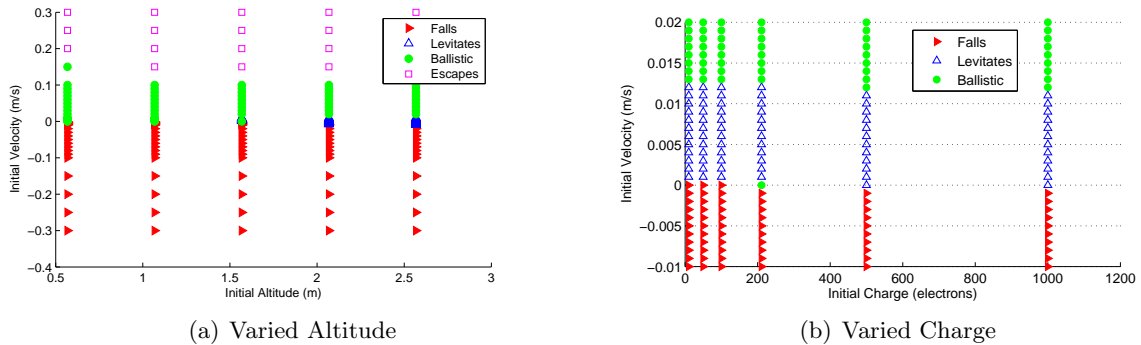 0.3
0.2
0.1
0
−0.1
−0.2
−0.3
−0.4
Initial Velocity (m/s)
0.5 1 1.5 2 2.5 3
Initial Altitude (m)
Falls
Levitates
Ballistic
Escapes
(a) Varied Altitude
0.02
0.015
0.01
0.005
0
−0.005
−0.01
Initial Velocity (m/s)
0 200 400 600 800 1000 1200
Initial Charge (electrons)
Falls
Levitates
Ballistic
(b) Varied Charge